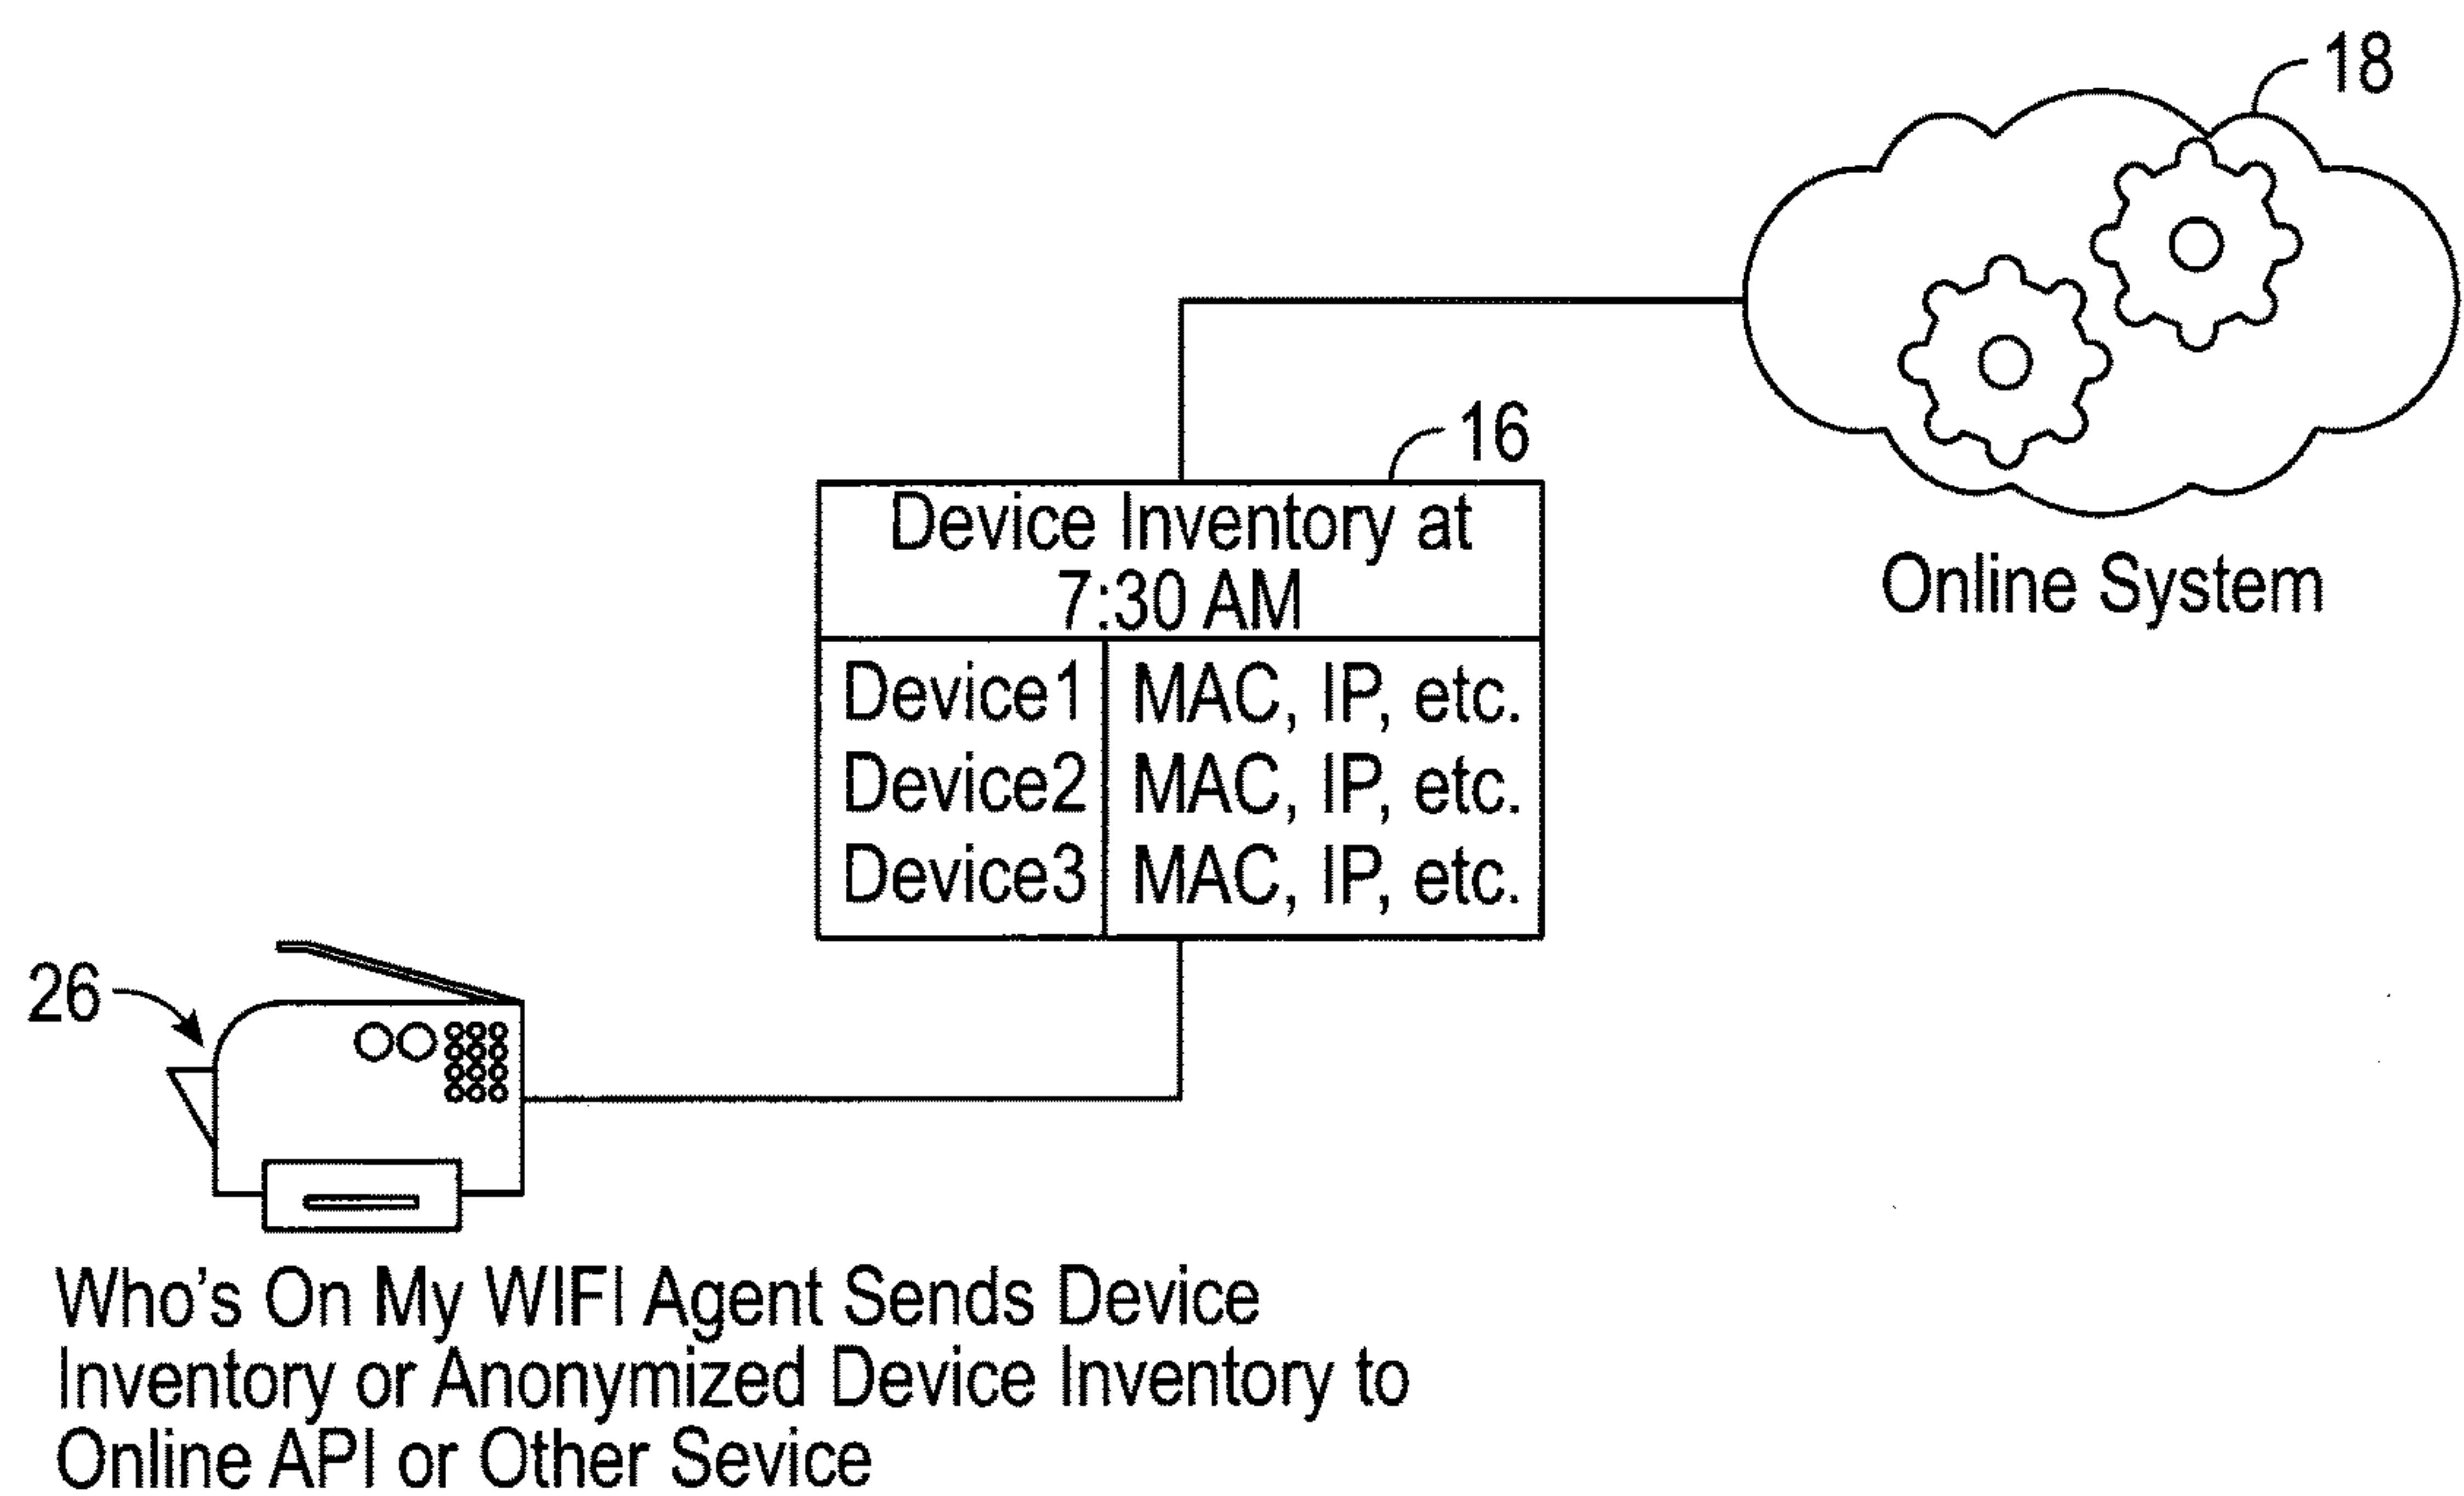 18
16
Device Inventory at
7:30 AM
Online System
Device1 MAC, IP, etc.
Device2 MAC, IP, etc.
Device3 MAC, IP, etc.
26
Who's On My WIFI Agent Sends Device
Inventory or Anonymized Device Inventory to
Online API or Other Sevice